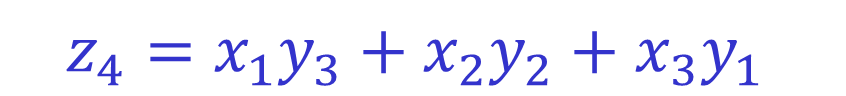 z₄ = x₁y₃ + x₂y₂ + x₃y₁